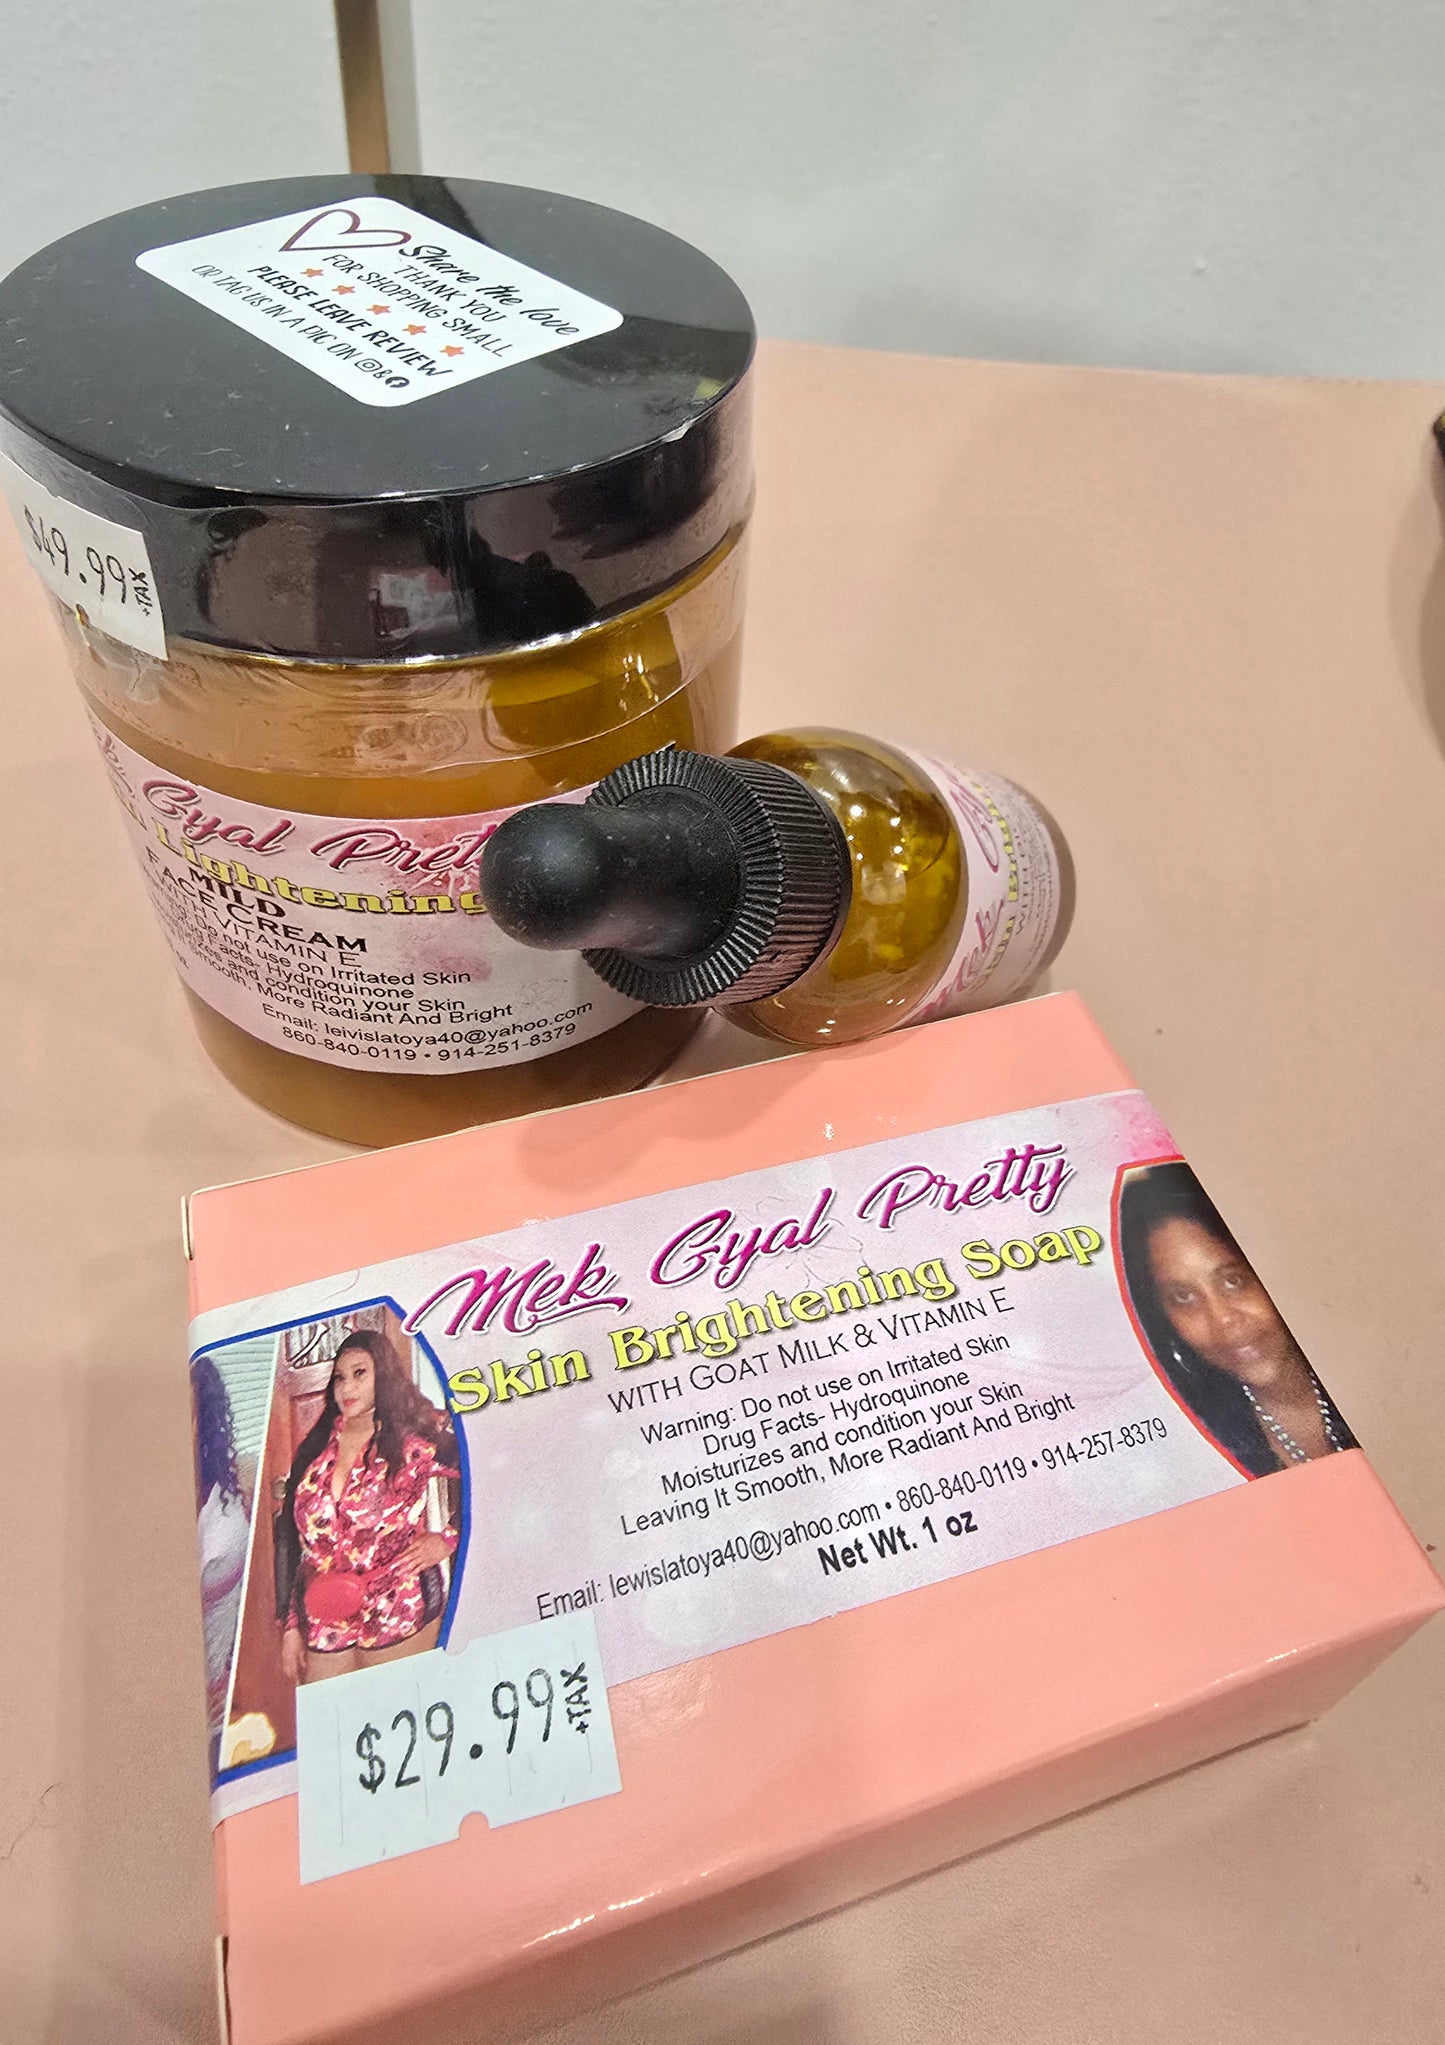 Share the love
THANK YOU
FOR SHOPPING SMALL
PLEASE LEAVE REVIEW
OR TAG US IN A PIC ON &
$49.99 +TAX
Gyal Pretty
Lightening
MILD
FACE CREAM
WITH VITAMIN E
Do not use on Irritated Skin
Drug Facts- Hydroquinone
and condition your Skin
Smooth, More Radiant And Bright
Email: leivislatoya40@yahoo.com
860-840-0119 • 914-251-8379
Mek Gyal Pretty
Skin Brightening Soap
WITH GOAT MILK & VITAMIN E
Warning: Do not use on Irritated Skin
Drug Facts- Hydroquinone
Moisturizes and condition your Skin
Leaving It Smooth, More Radiant And Bright
Email: lewislatoya40@yahoo.com • 860-840-0119 • 914-257-8379
Net Wt. 1 oz
$29.99 +TAX